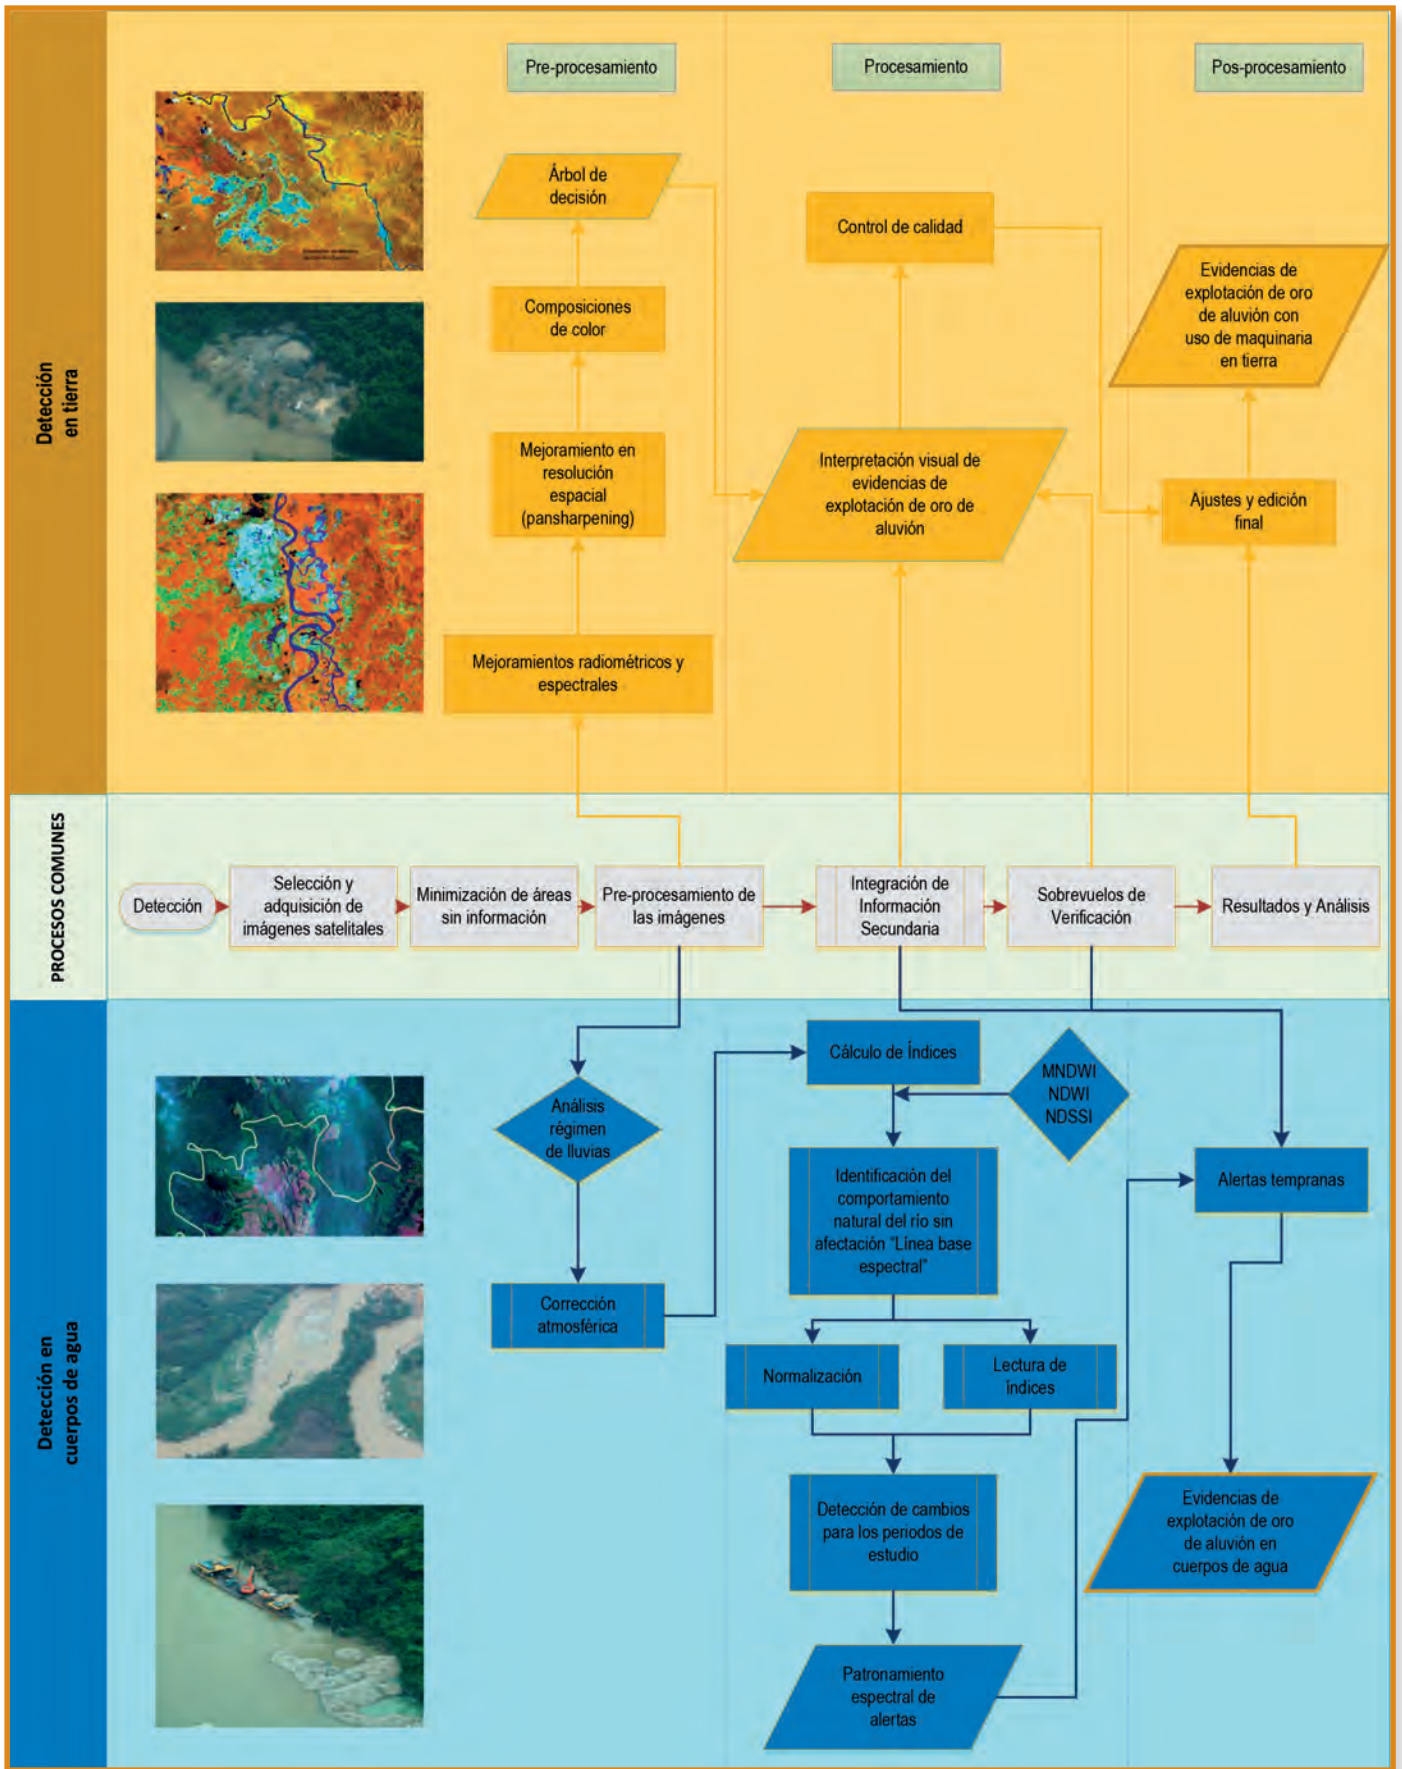 Pre-procesamiento
Procesamiento
Pos-procesamiento
Detección
en tierra
Árbol de
decisión
Composiciones
de color
Mejoramiento en
resolución
espacial
(pansharpening)
Mejoramientos radiométricos y
espectrales
Control de calidad
Interpretación visual de
evidencias de
explotación de oro de
aluvión
Evidencias de
explotación de oro
de aluvión con
uso de maquinaria
en tierra
Ajustes y edición
final
PROCESOS COMUNES
Detección
Selección y
adquisición de
imágenes satelitales
Minimización de áreas
sin información
Pre-procesamiento de
las imágenes
Integración de
Información
Secundaria
Sobrevuelos de
Verificación
Resultados y Análisis
Detección en
cuerpos de agua
Análisis
régimen
de lluvias
Corrección
atmosférica
Cálculo de Índices
MNDWI
NDWI
NDSSI
Identificación del
comportamiento
natural del río sin
afectación "Línea base
espectral"
Normalización
Lectura de
índices
Detección de cambios
para los periodos de
estudio
Patronamiento
espectral de
alertas
Alertas tempranas
Evidencias de
explotación de oro
de aluvión en
cuerpos de agua